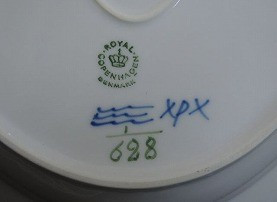 ROYAL
COPENHAGEN
DENMARK
XPX
1
628